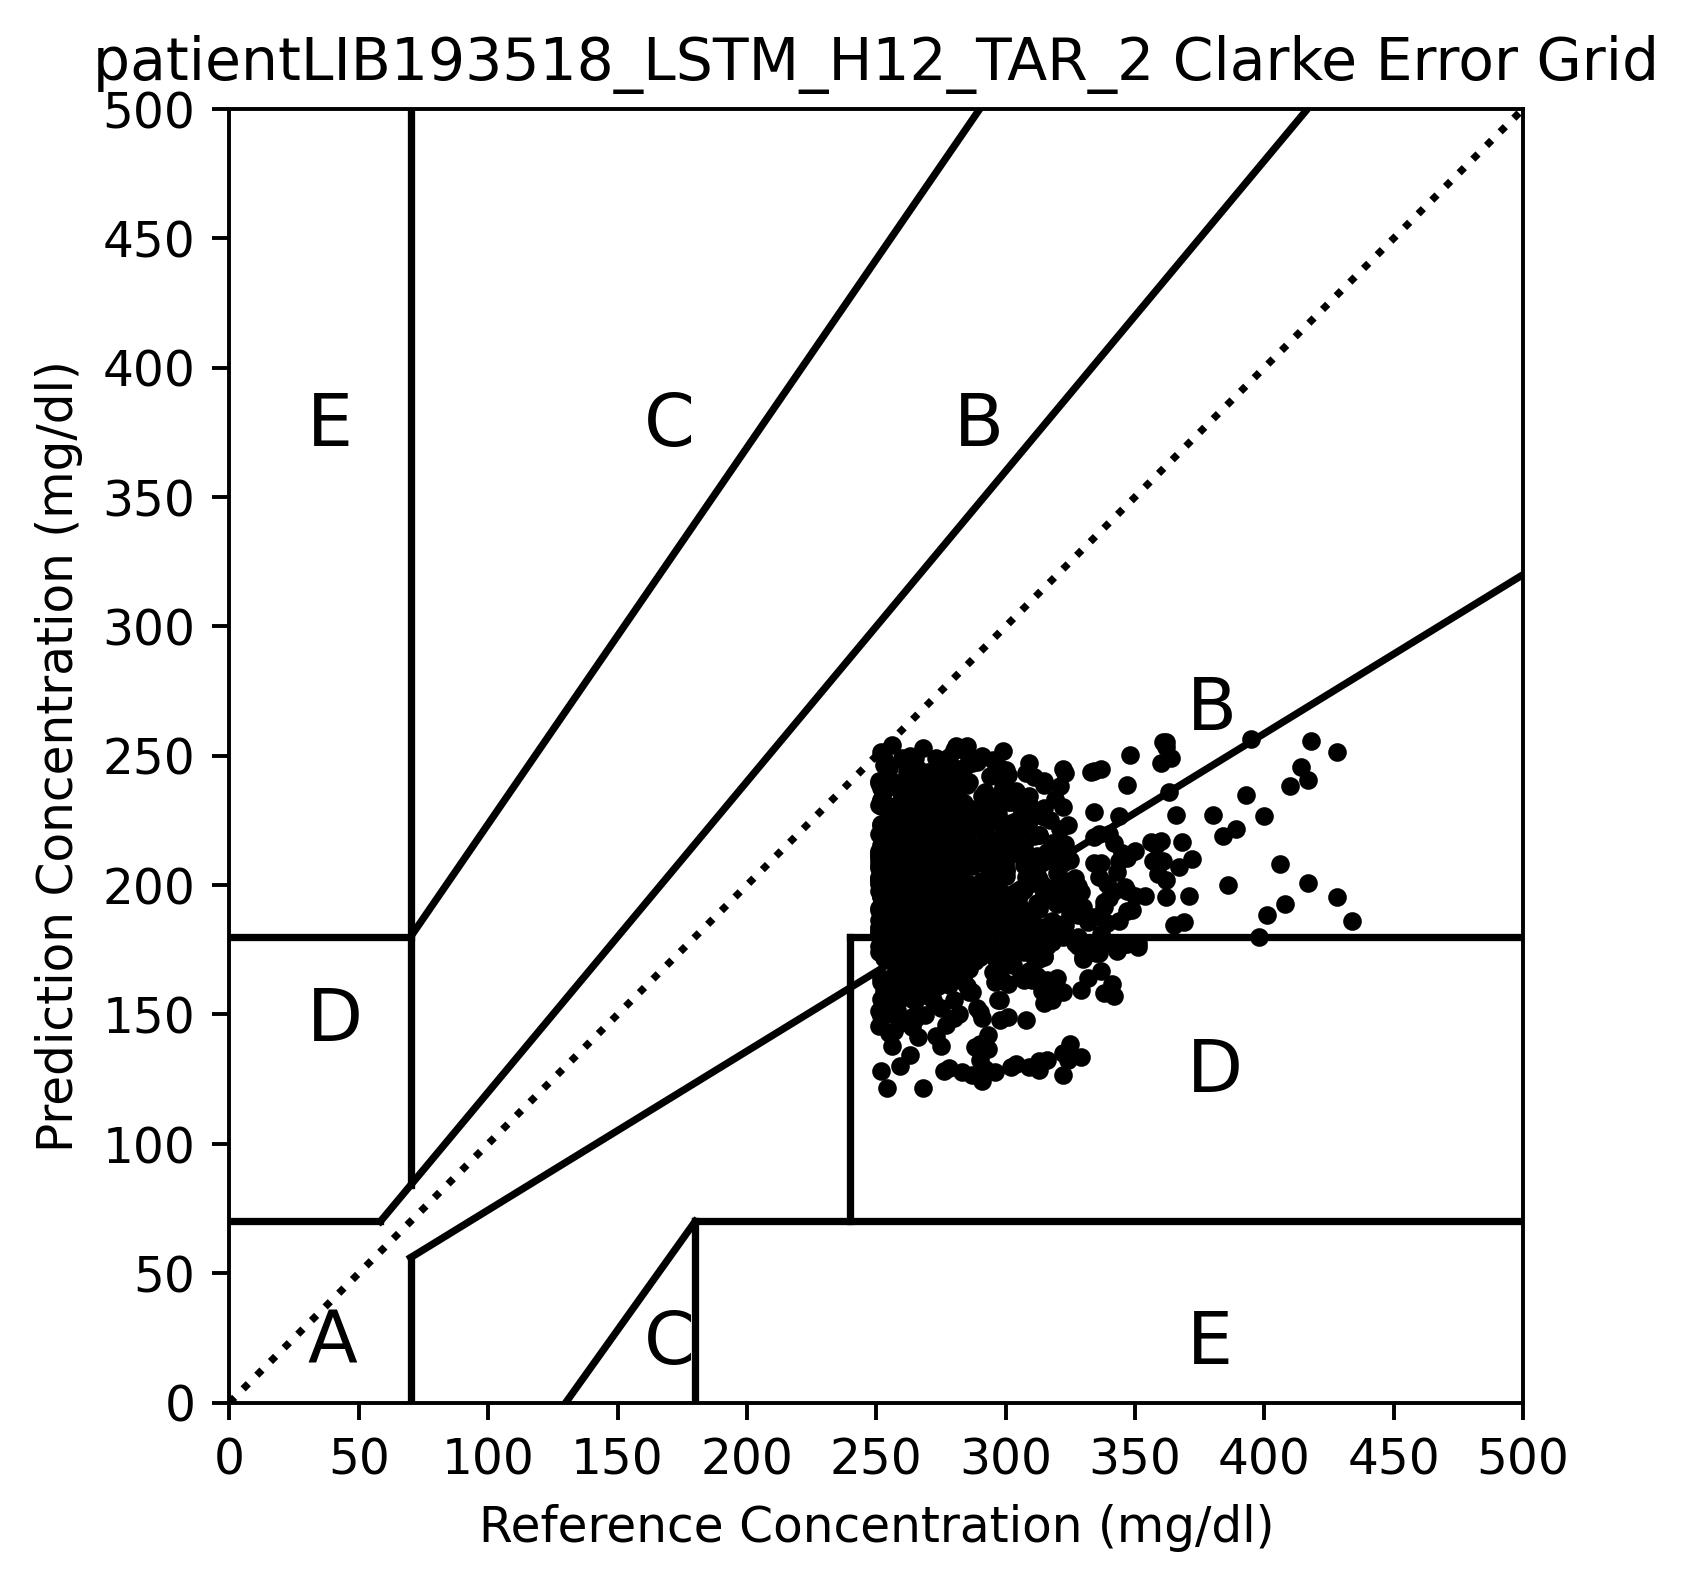 patientLIB193518_LSTM_H12_TAR_2 Clarke Error Grid
500
450
400
350
300
250
200
150
100
50
0
Prediction Concentration (mg/dl)
E
C
B
B
D
D
A
C
E
0 50 100 150 200 250 300 350 400 450 500
Reference Concentration (mg/dl)